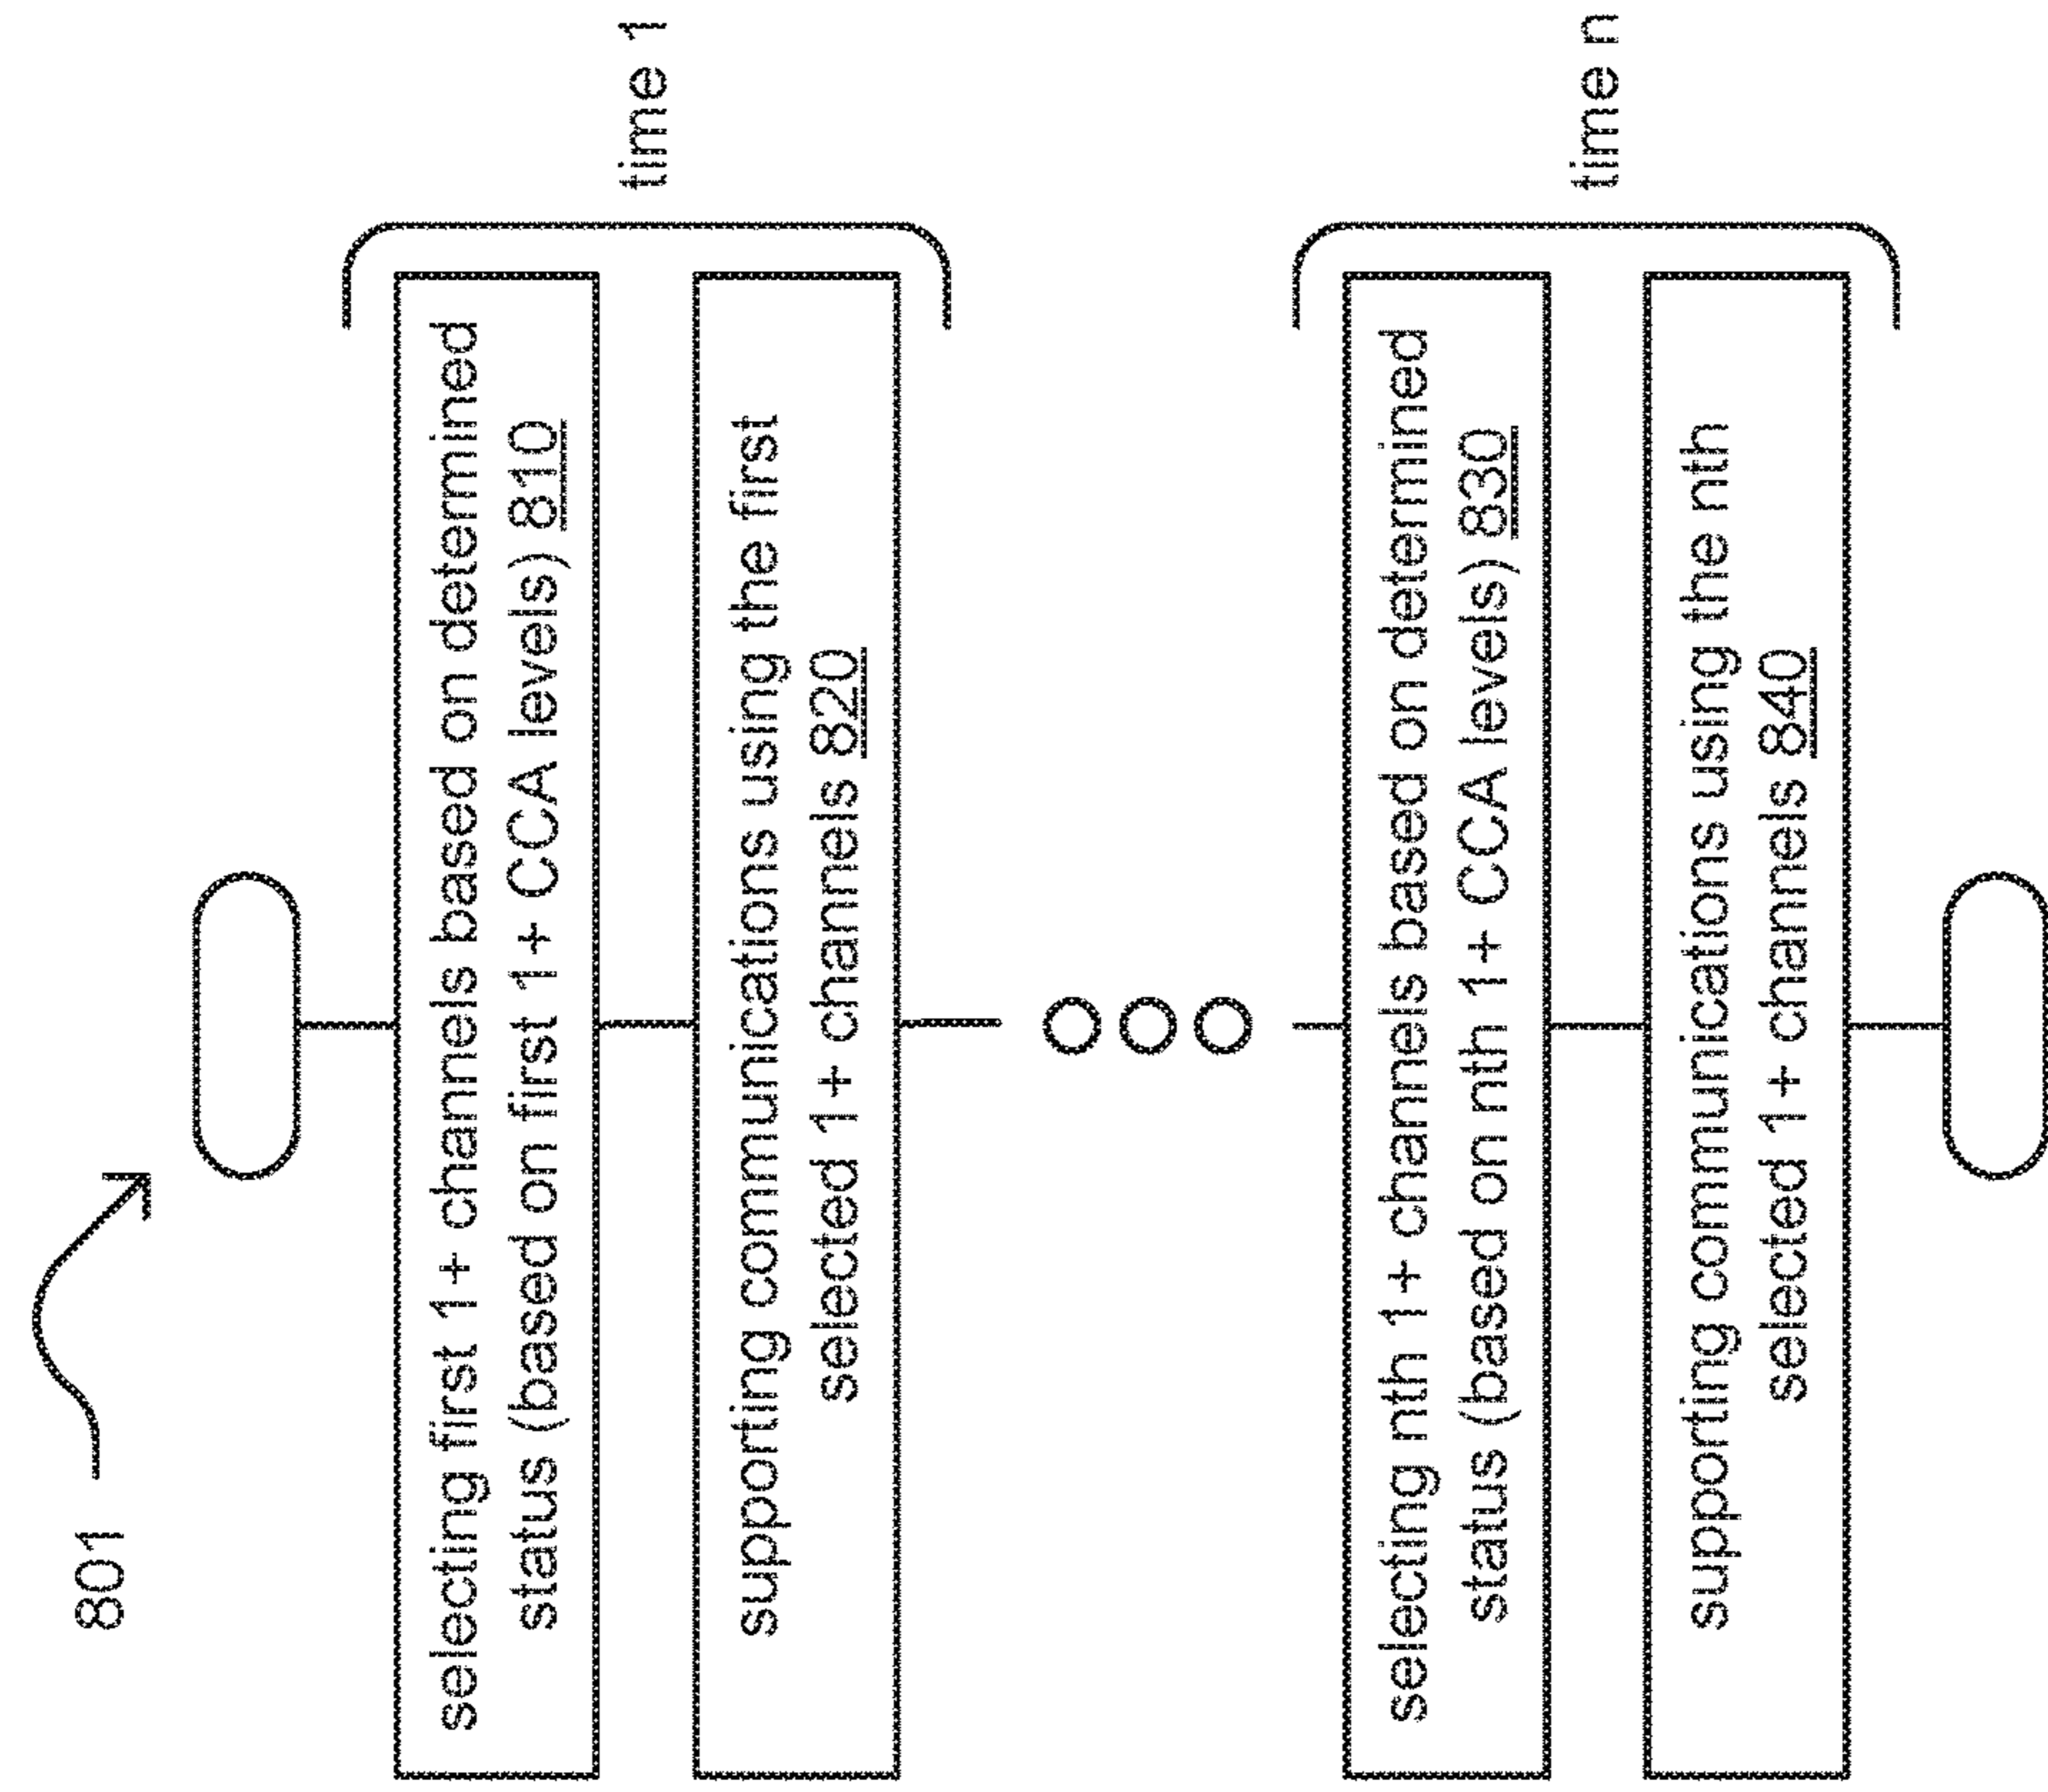 801
selecting first 1+ channels based on determined
status (based on first 1+ CCA levels) 810
time 1
supporting communications using the first
selected 1+ channels 820
selecting nth 1+ channels based on determined
status (based on nth 1+ CCA levels) 830
time n
supporting communications using the nth
selected 1+ channels 840